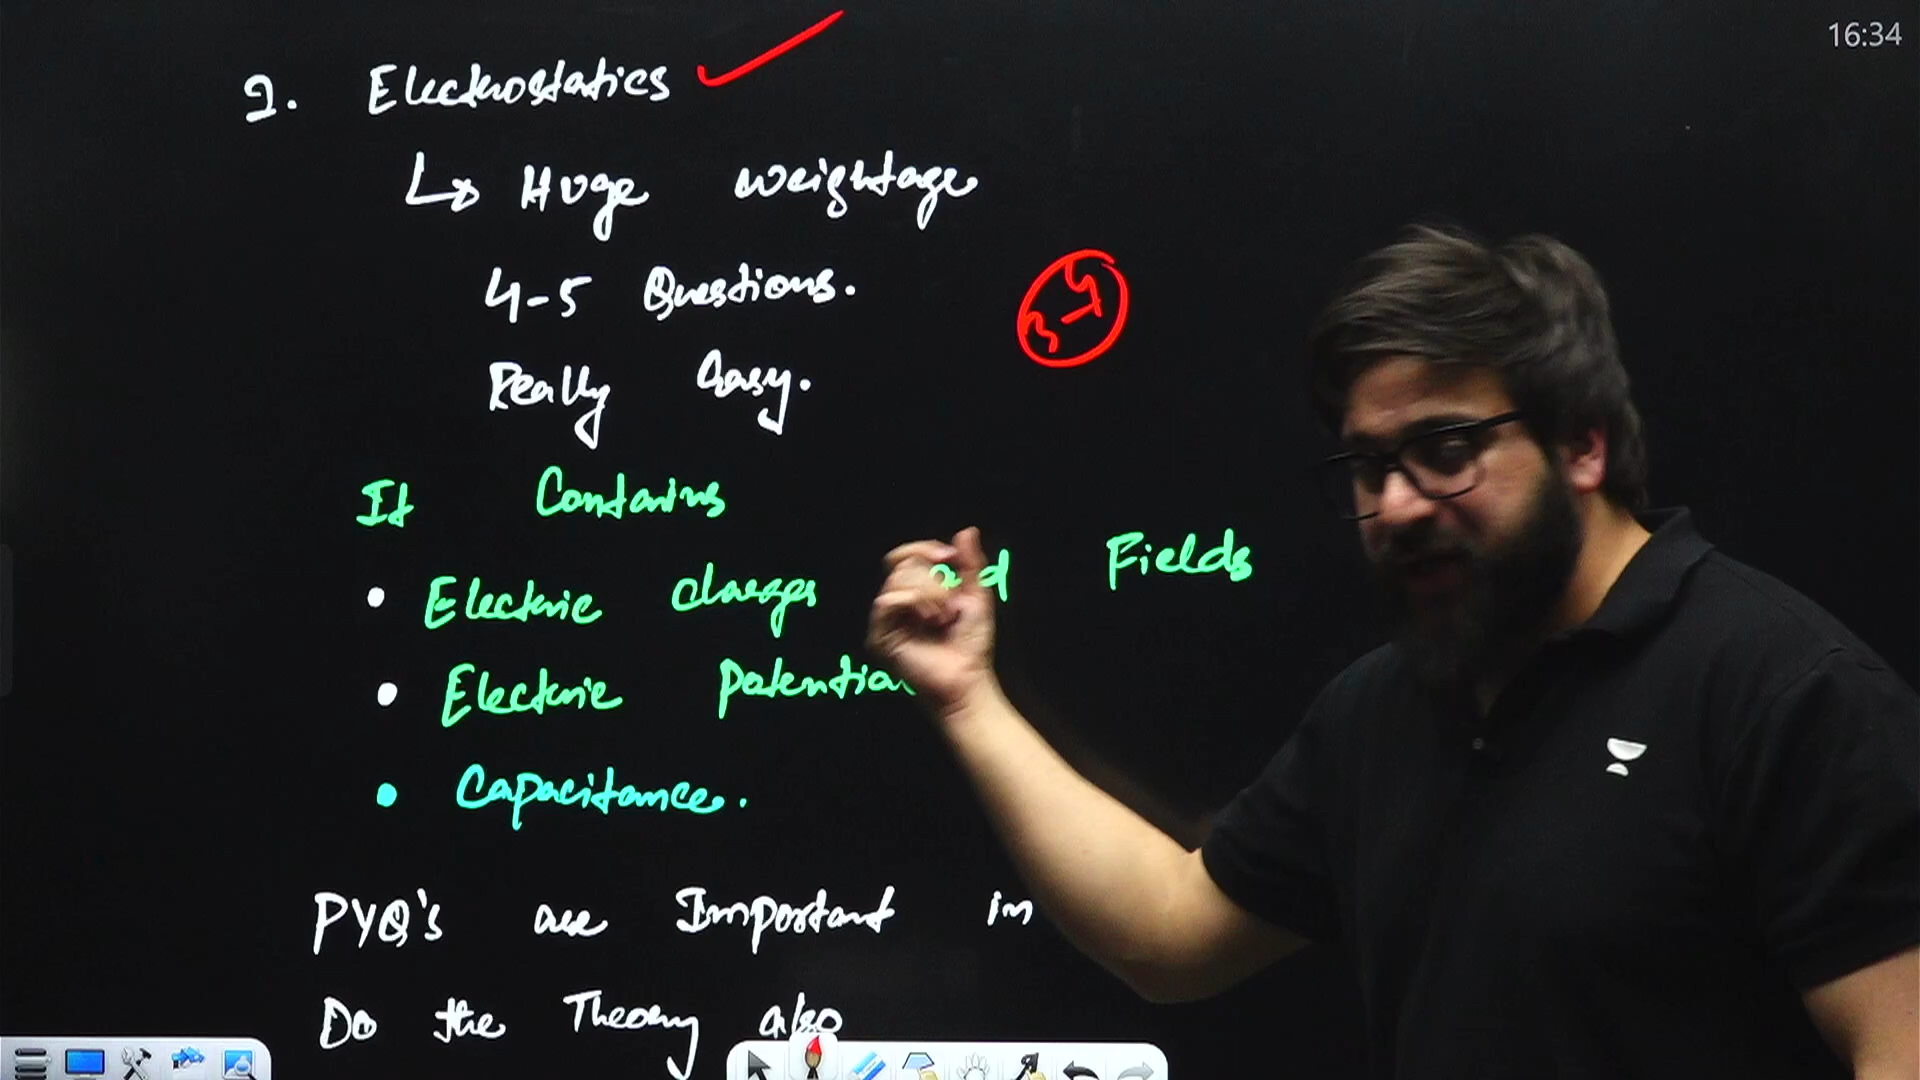 16:34
2. Electrostatics
Huge weightage
4-5 Questions.
3-4
Really Easy.
It Contains
• Electric charges and Fields
• Electric potential
• Capacitance.
PYQ's are Important in
Do the Theory also